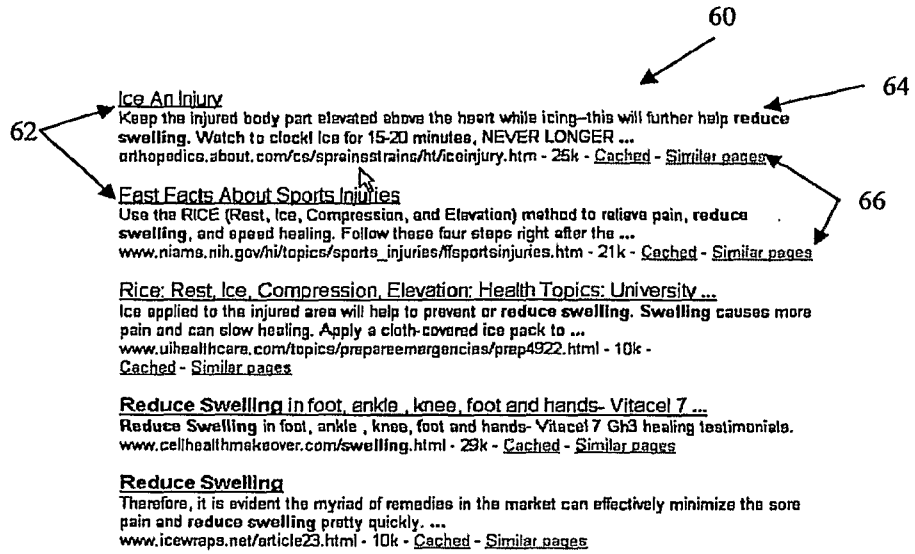 60
Ice An Injury
64
Keep the injured body part elevated above the heart while icing--this will further help reduce
62
swelling. Watch to clock! Ice for 15-20 minutes, NEVER LONGER ...
orthopedics.about.com/cs/sprainsstrains/ht/iceinjury.htm - 25k - Cached - Similar pages
Fast Facts About Sports Injuries
66
Use the RICE (Rest, Ice, Compression, and Elevation) method to relieve pain, reduce
swelling, and speed healing. Follow these four steps right after the ...
www.niams.nih.gov/hi/topics/sports_injuries/ffsportsinjuries.htm - 21k - Cached - Similar pages
Rice: Rest, Ice, Compression, Elevation: Health Topics: University ...
Ice applied to the injured area will help to prevent or reduce swelling. Swelling causes more
pain and can slow healing. Apply a cloth-covered ice pack to ...
www.uihealthcare.com/topics/prepareemergencies/prep4922.html - 10k -
Cached - Similar pages
Reduce Swelling in foot, ankle , knee, foot and hands- Vitacel 7 ...
Reduce Swelling in foot, ankle , knee, foot and hands- Vitacel 7 Gh3 healing testimonials.
www.cellhealthmakeover.com/swelling.html - 29k - Cached - Similar pages
Reduce Swelling
Therefore, it is evident the myriad of remedies in the market can effectively minimize the sore
pain and reduce swelling pretty quickly. ...
www.icewraps.net/article23.html - 10k - Cached - Similar pages